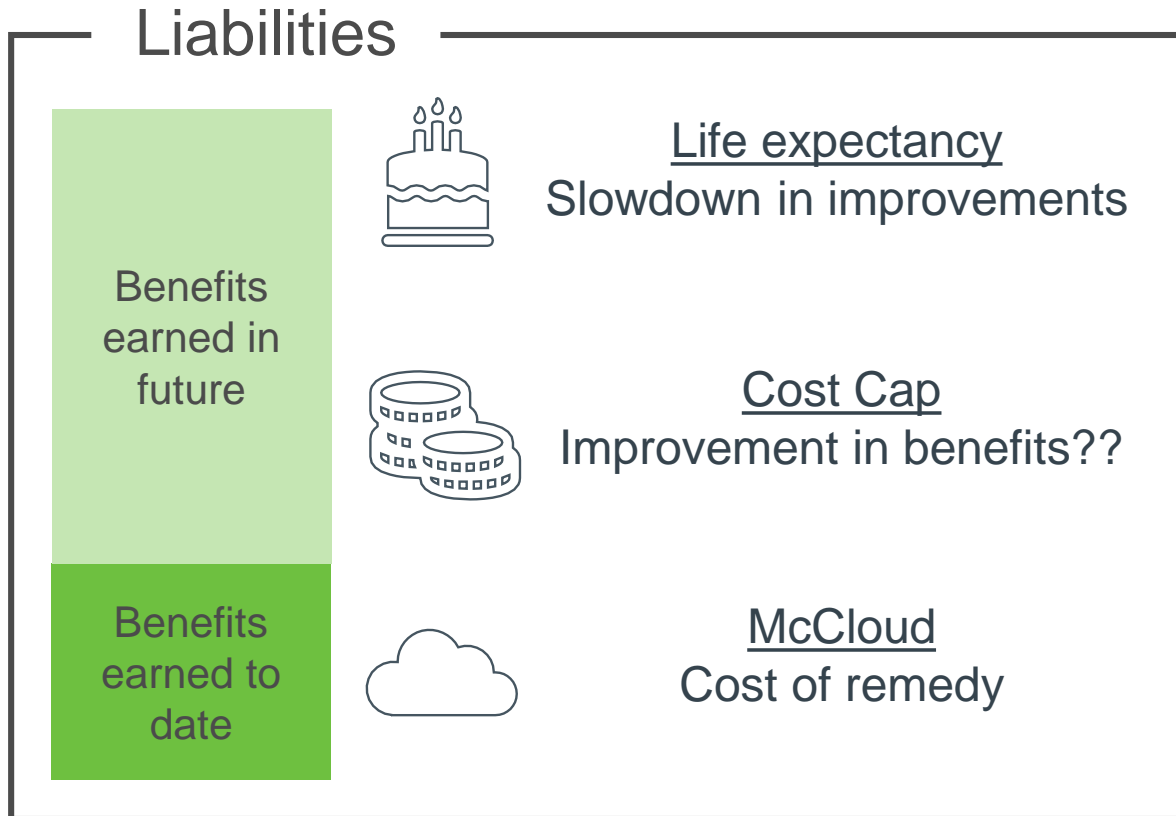 Liabilities
Benefits
earned in
future
Benefits
earned to
date
Life expectancy
Slowdown in improvements
Cost Cap
Improvement in benefits??
McCloud
Cost of remedy